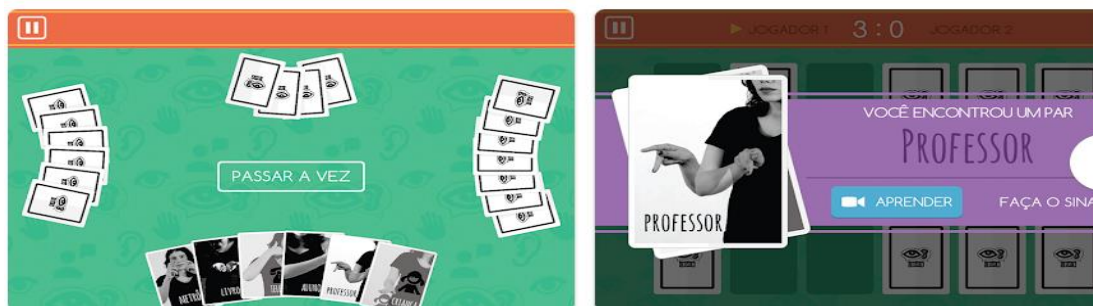 PASSAR A VEZ
METRÔ
LIVRO
ALUNO
PROFESSOR
CRIANÇA
JOGADOR 1 3 : 0 JOGADOR 2
VOCÊ ENCONTROU UM PAR
PROFESSOR
APRENDER
FAÇA O SINA
PROFESSOR